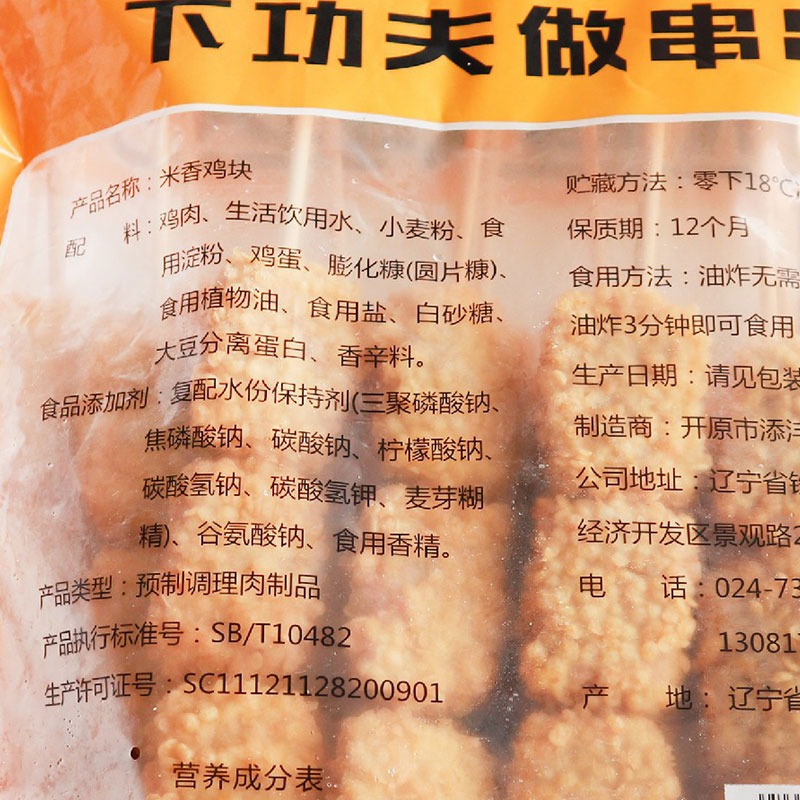 下功夫做串串
产品名称：米香鸡块
配 料：鸡肉、生活饮用水、小麦粉、食
用淀粉、鸡蛋、膨化糠(圆片糠)、
食用植物油、食用盐、白砂糖、
大豆分离蛋白、香辛料。
食品添加剂：复配水份保持剂(三聚磷酸钠、
焦磷酸钠、碳酸钠、柠檬酸钠、
碳酸氢钠、碳酸氢钾、麦芽糊
精)、谷氨酸钠、食用香精。
产品类型：预制调理肉制品
产品执行标准号：SB/T10482
生产许可证号：SC11121128200901
营养成分表
贮藏方法：零下18℃
保质期：12个月
食用方法：油炸无需
油炸3分钟即可食用
生产日期：请见包装
制造商：开原市添沣
公司地址：辽宁省铁
经济开发区景观路2
电 话：024-73
13081
产 地：辽宁省